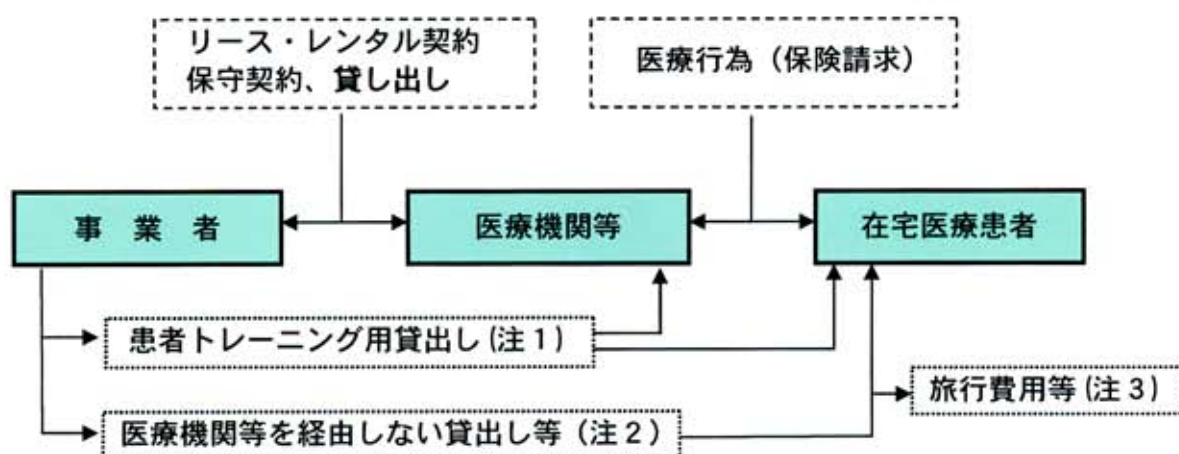 リース・レンタル契約
保守契約、貸し出し
医療行為（保険請求）
事　業　者
医療機関等
在宅医療患者
患者トレーニング用貸出し(注１)
旅行費用等(注３)
医療機関等を経由しない貸出し等（注２）